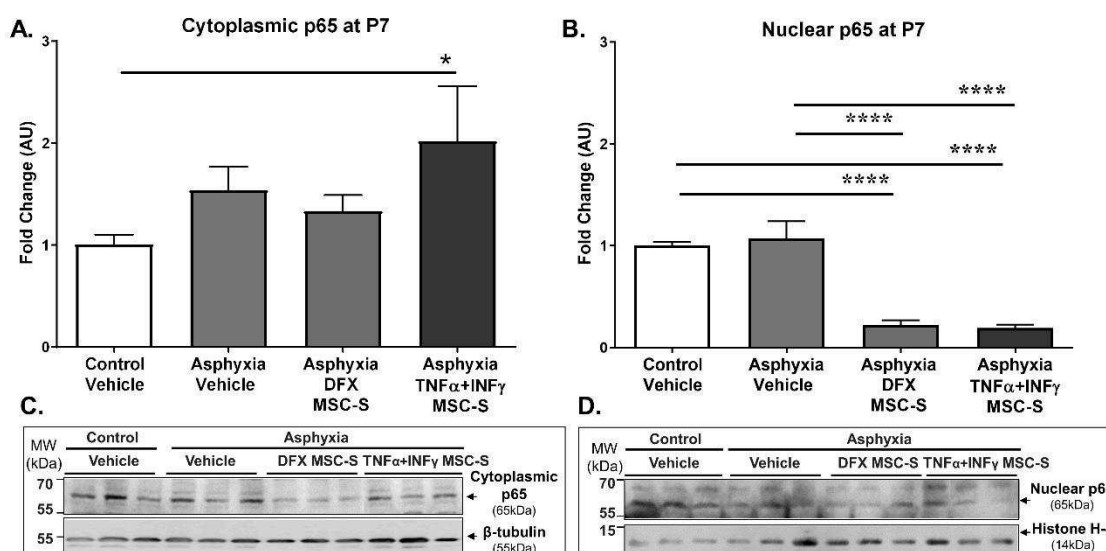 A.
Cytoplasmic p65 at P7
Fold Change (AU)
3
2
1
0
*
Control
Vehicle
Asphyxia
Vehicle
Asphyxia
DFX
MSC-S
Asphyxia
TNFα+INFγ
MSC-S
B.
Nuclear p65 at P7
Fold Change (AU)
3
2
1
0
****
****
****
****
Control
Vehicle
Asphyxia
Vehicle
Asphyxia
DFX
MSC-S
Asphyxia
TNFα+INFγ
MSC-S
C.
MW
(kDa)
Control
Asphyxia
Vehicle
Vehicle
DFX MSC-S
TNFα+INFγ MSC-S
70
55
Cytoplasmic
p65
(65kDa)
55
β-tubulin
(55kDa)
D.
MW
(kDa)
Control
Asphyxia
Vehicle
Vehicle
DFX MSC-S
TNFα+INFγ MSC-S
70
55
Nuclear p6
(65kDa)
15
Histone H-
(14kDa)